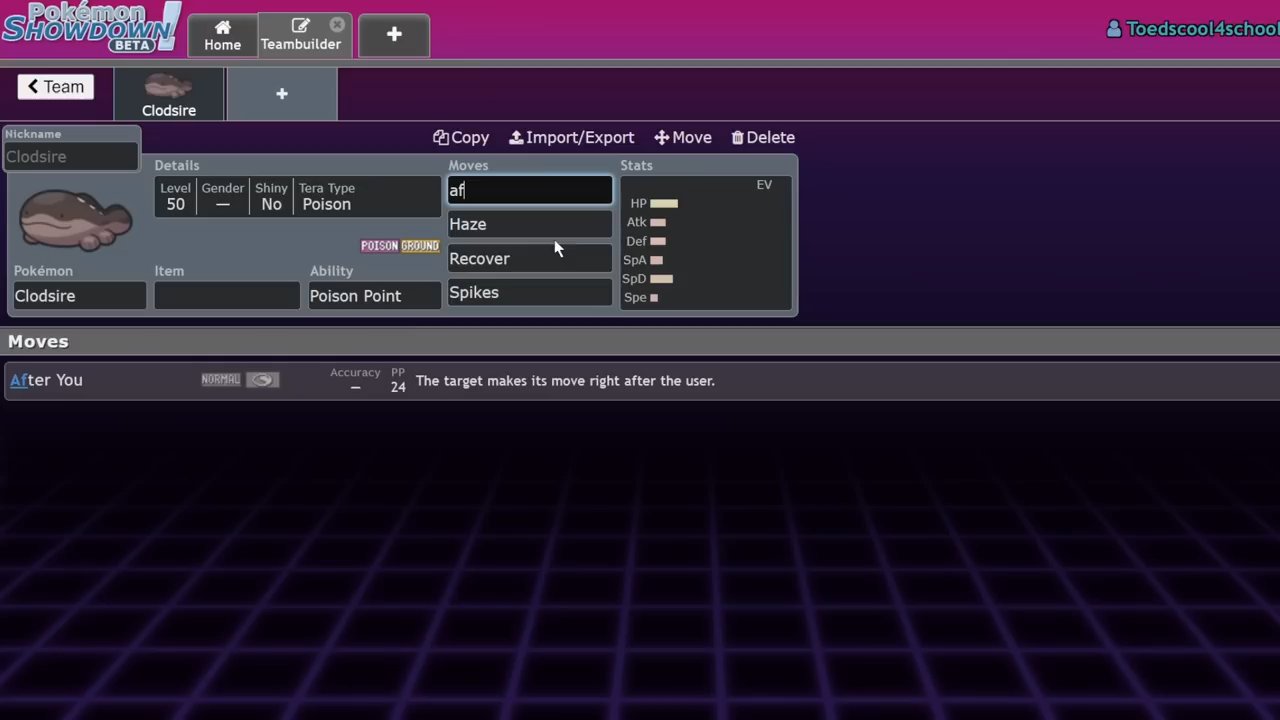 Pokémon
SHOWDOWN!
BETA
Home
Teambuilder
+
Toedscool4school
Team
Clodsire
+
Nickname
Clodsire
Copy
Import/Export
Move
Delete
Details
Level
50
Gender
—
Shiny
No
Tera Type
Poison
POISON GROUND
Pokémon
Clodsire
Item
Ability
Poison Point
Moves
af
Haze
Recover
Spikes
Stats
EV
HP
Atk
Def
SpA
SpD
Spe
Moves
After You
NORMAL
Accuracy
—
PP
24
The target makes its move right after the user.